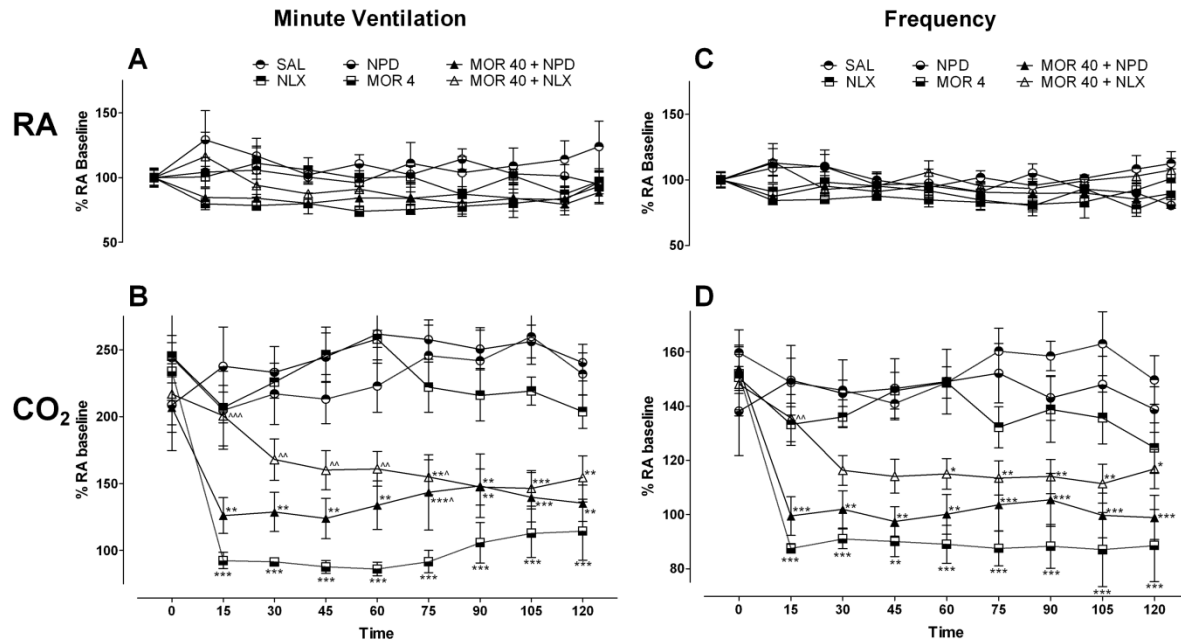 Minute Ventilation
Frequency
RA
A
SAL NPD MOR 40 + NPD
NLX MOR 4 MOR 40 + NLX
% RA Baseline
150
100
50
C
SAL NPD MOR 40 + NPD
NLX MOR 4 MOR 40 + NLX
% RA Baseline
150
100
50
CO2
B
% RA baseline
250
200
150
100
^^^ ^^ ^^ ^^ **^ ** *** **
** ** ** ** ***^ ** *** **
*** *** *** *** *** *** *** ***
0 15 30 45 60 75 90 105 120
Time
D
% RA baseline
160
140
120
100
80
^^ * ** ** ** *
*** ** ** ** *** *** *** ***
*** *** ** *** *** *** *** ***
0 15 30 45 60 75 90 105 120
Time